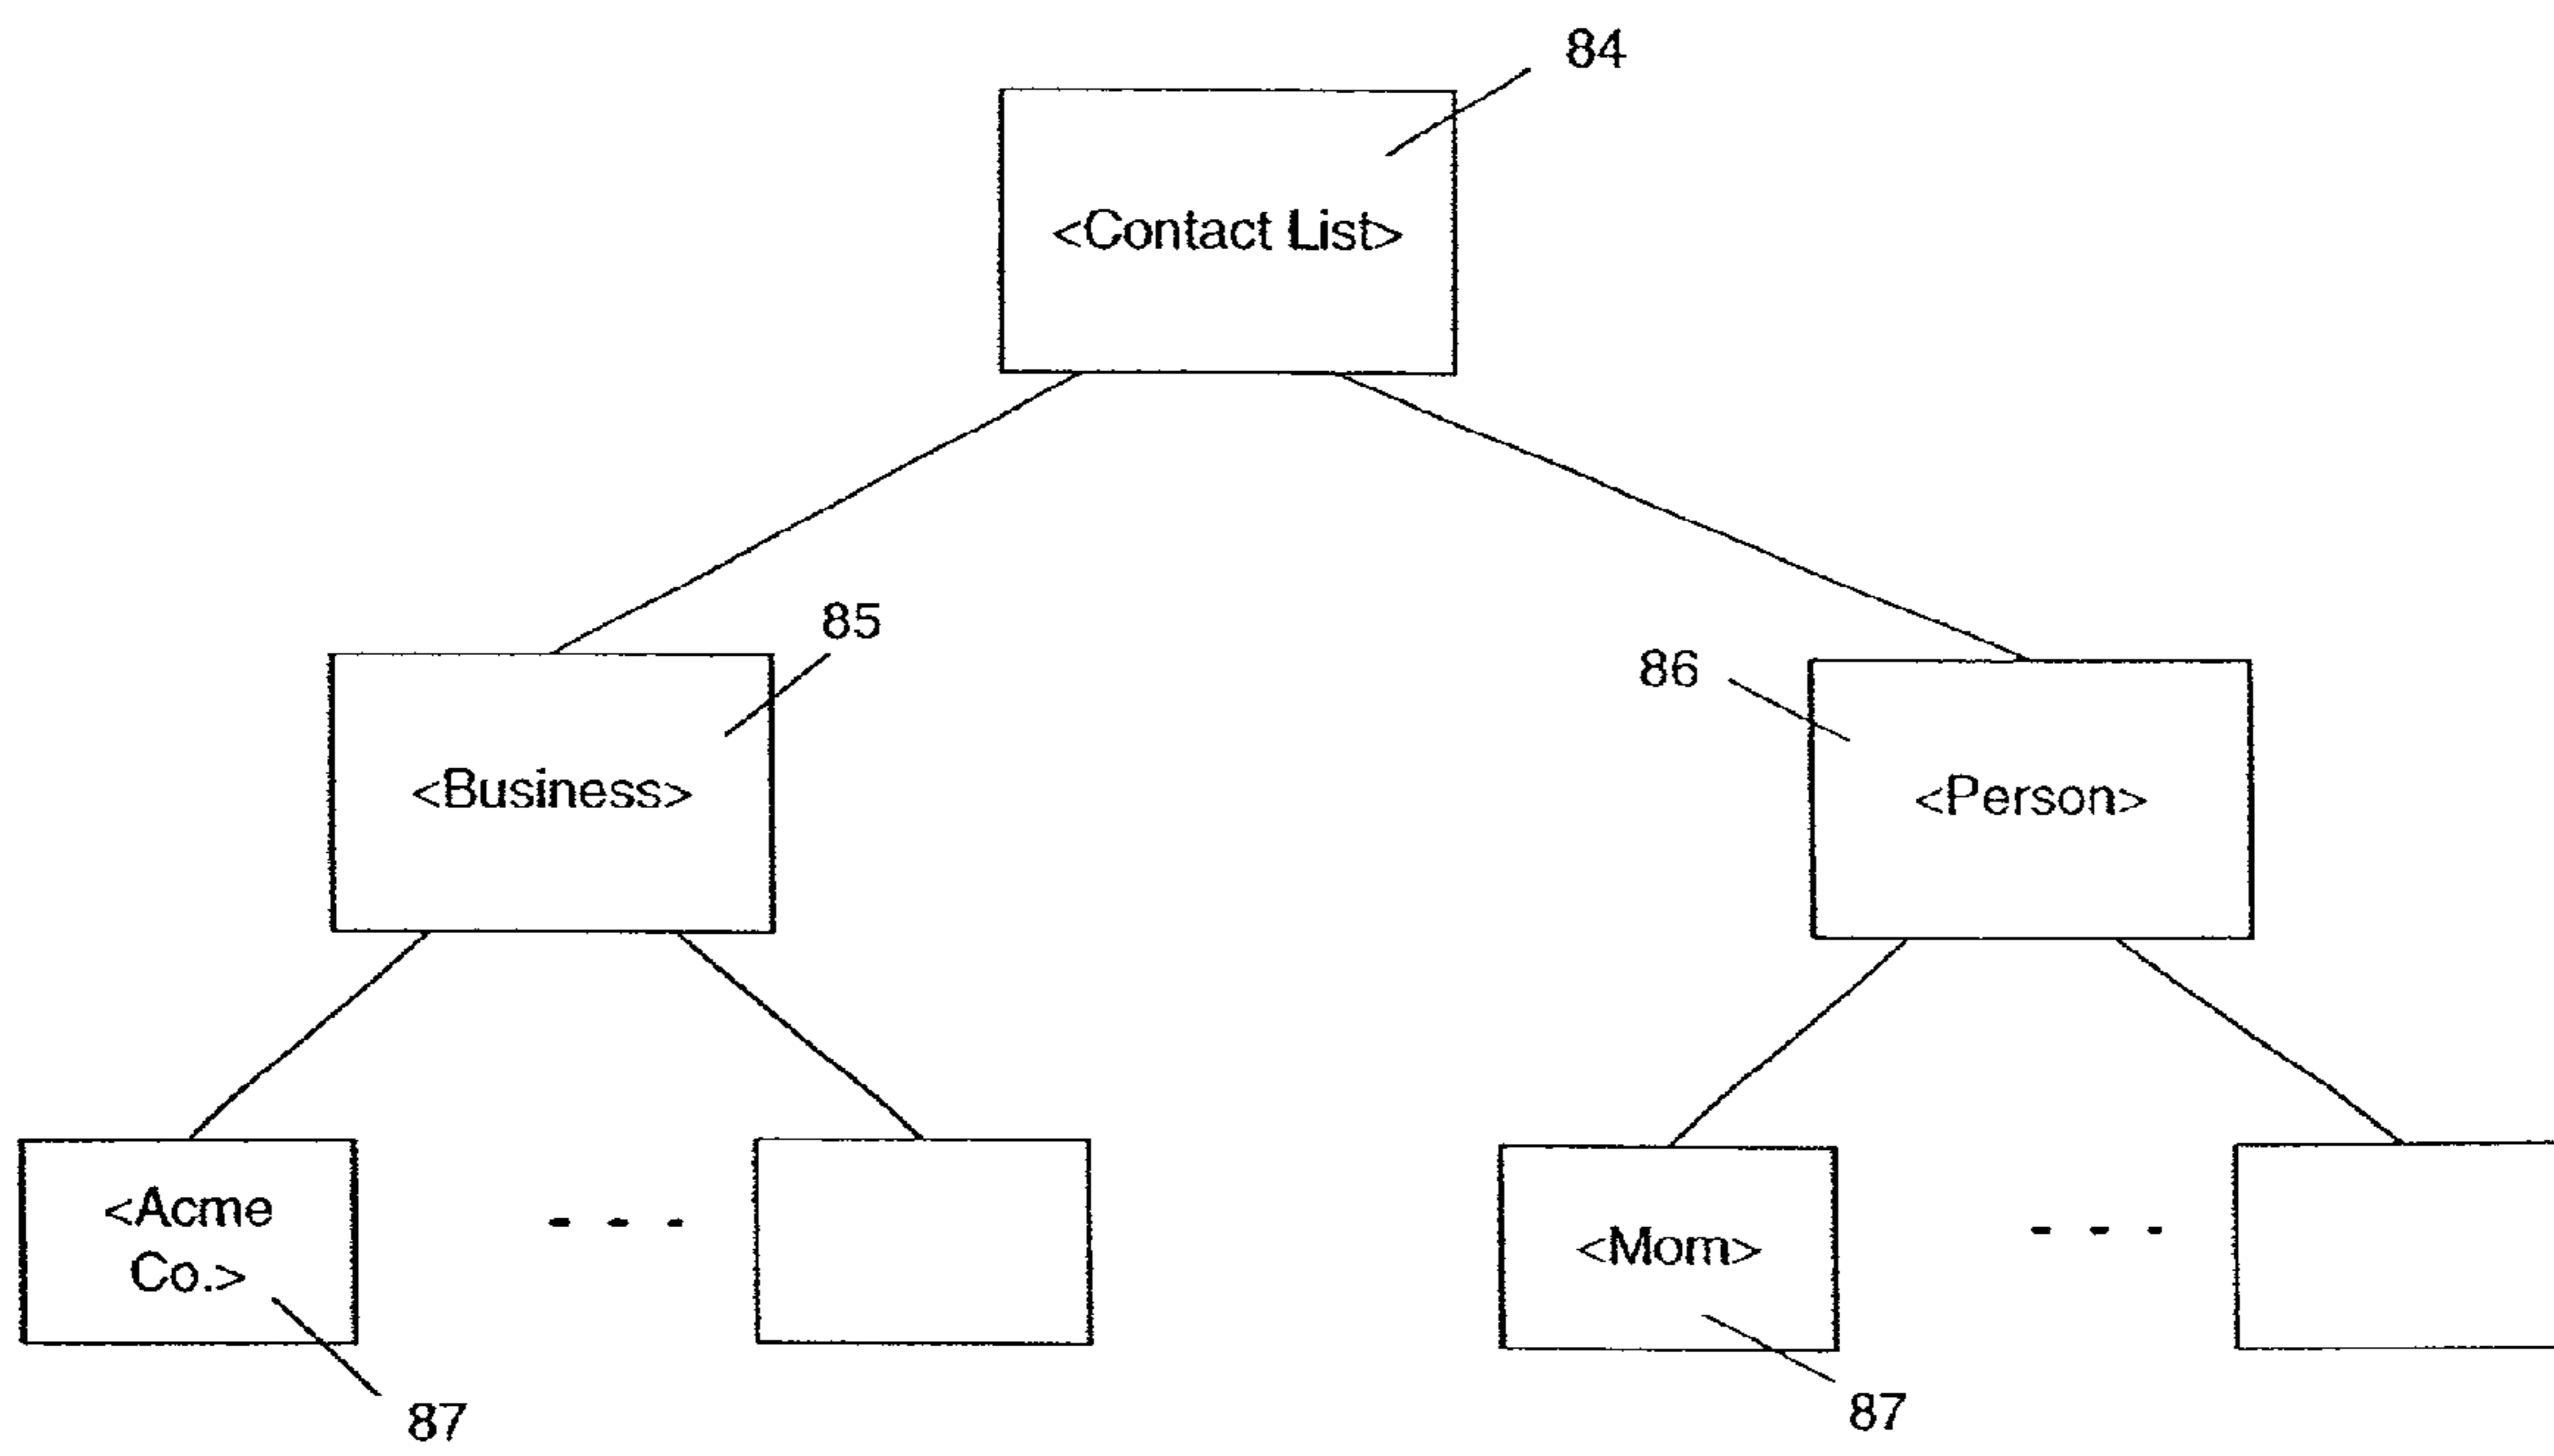 84
<Contact List>
85
86
<Business>
<Person>
<Acme
Co.>
- - -
<Mom>
- - -
87
87